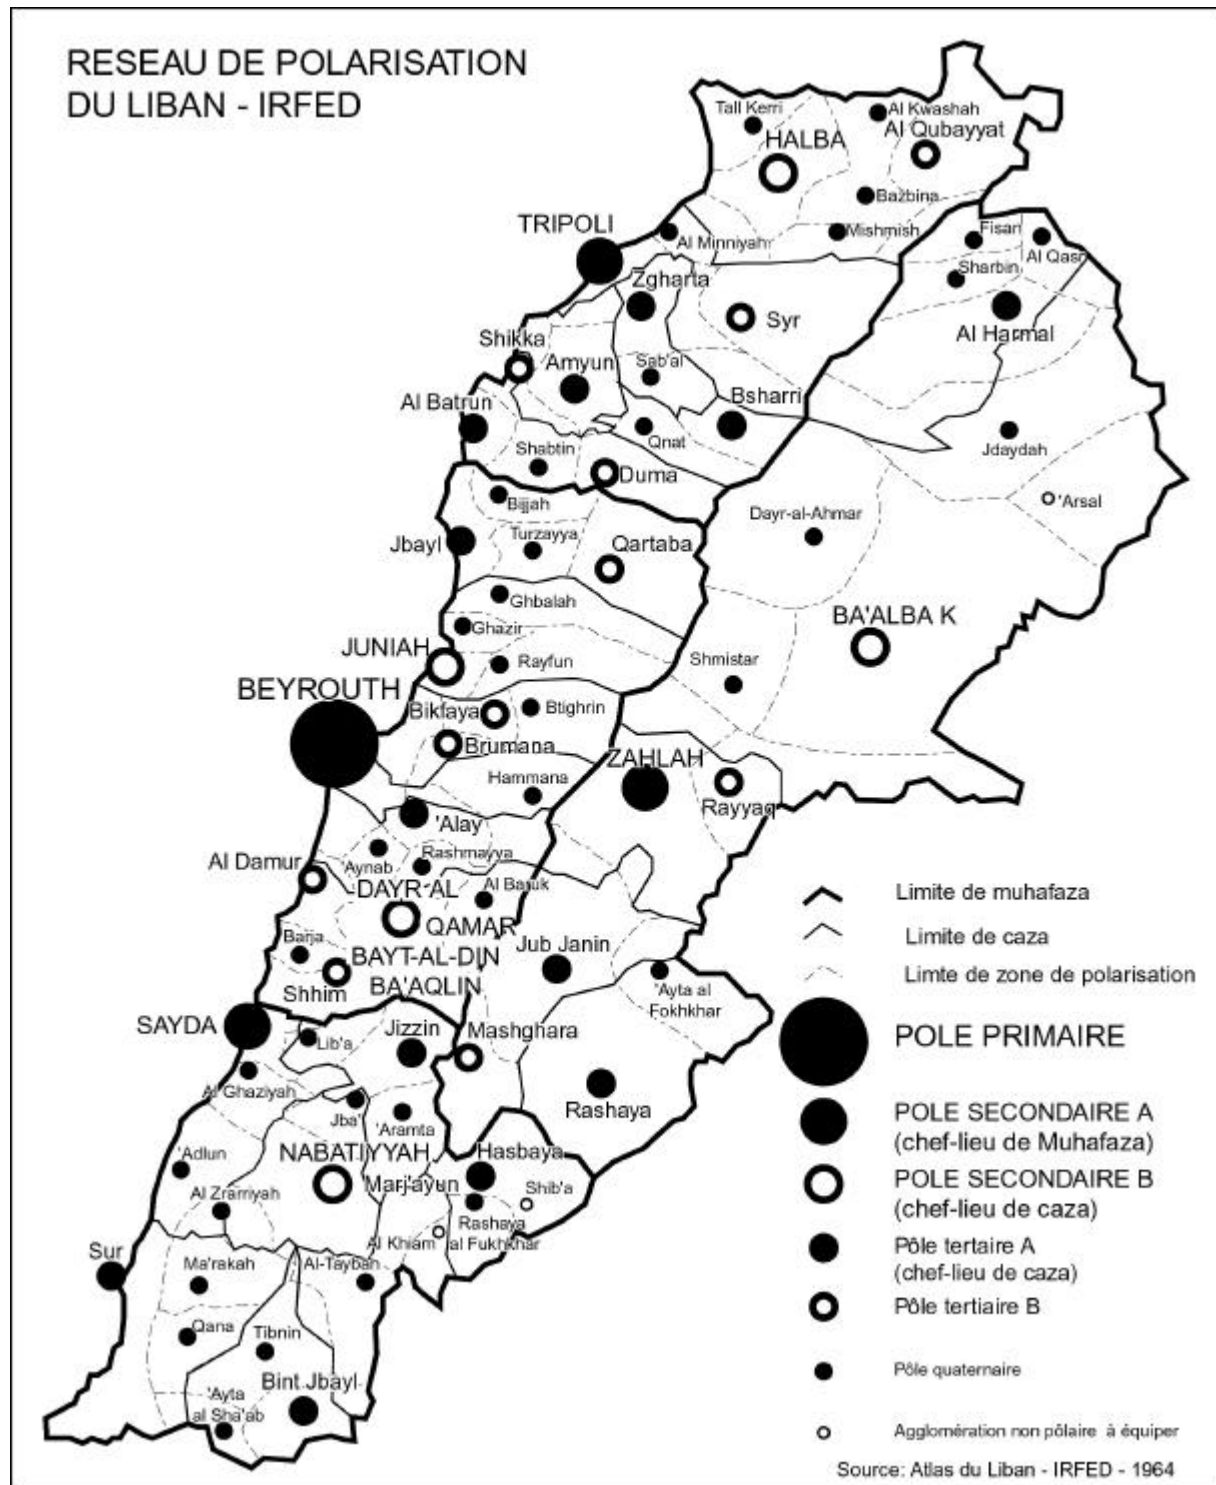 RESEAU DE POLARISATION
DU LIBAN - IRFED
Tall Kerri
Al Kwashah
Al Qubayyat
HALBA
Bazbina
TRIPOLI
Al Minniyah
Mishmish
Fisan
Al Qasr
Sharbin
Zgharta
Syr
Al Harmal
Shikka
Amyun
Sab'al
Bsharri
Al Batrun
Qnat
Jdaydah
Shabtin
Duma
'Arsal
Bijjah
Dayr-al-Ahmar
Jbayl
Turzayya
Qartaba
Ghbalah
BA'ALBA K
Ghazir
JUNIAH
Rayfun
Shmistar
BEYROUTH
Bikfaya
Btighrin
Brumana
ZAHLAH
Hammana
Rayyaq
'Alay
Al Damur
'Aynab
Rashmayya
DAYR AL
Al Baruk
QAMAR
Barja
BAYT-AL-DIN
Jub Janin
Shhim
BA'AQLIN
'Ayta al
Fokhkhar
SAYDA
Lib'a
Jizzin
Mashghara
Al Ghaziyah
Rashaya
Jba'
'Aramta
'Adlun
NABATIYYAH
Hasbaya
Al Zrarriyah
Marj'ayun
Shib'a
Rashaya
al Fukhkhar
Al Khiam
Sur
Ma'rakah
Al-Taybah
Qana
Tibnin
Bint Jbayl
'Ayta
al Sha'ab
Limite de muhafaza
Limite de caza
Limte de zone de polarisation
POLE PRIMAIRE
POLE SECONDAIRE A
(chef-lieu de Muhafaza)
POLE SECONDAIRE B
(chef-lieu de caza)
Pôle tertaire A
(chef-lieu de caza)
Pôle tertiaire B
Pôle quaternaire
Agglomération non pôlaire à équiper
Source: Atlas du Liban - IRFED - 1964